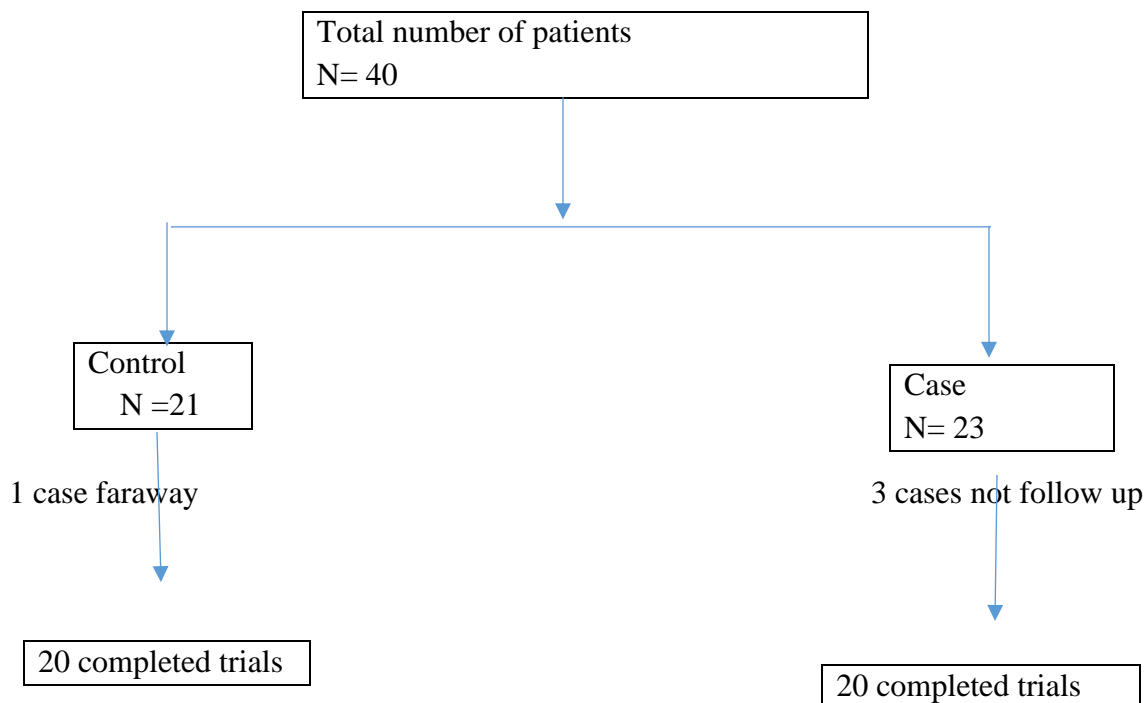 Total number of patients
N= 40
Control
N =21
Case
N= 23
1 case faraway
3 cases not follow up
20 completed trials
20 completed trials